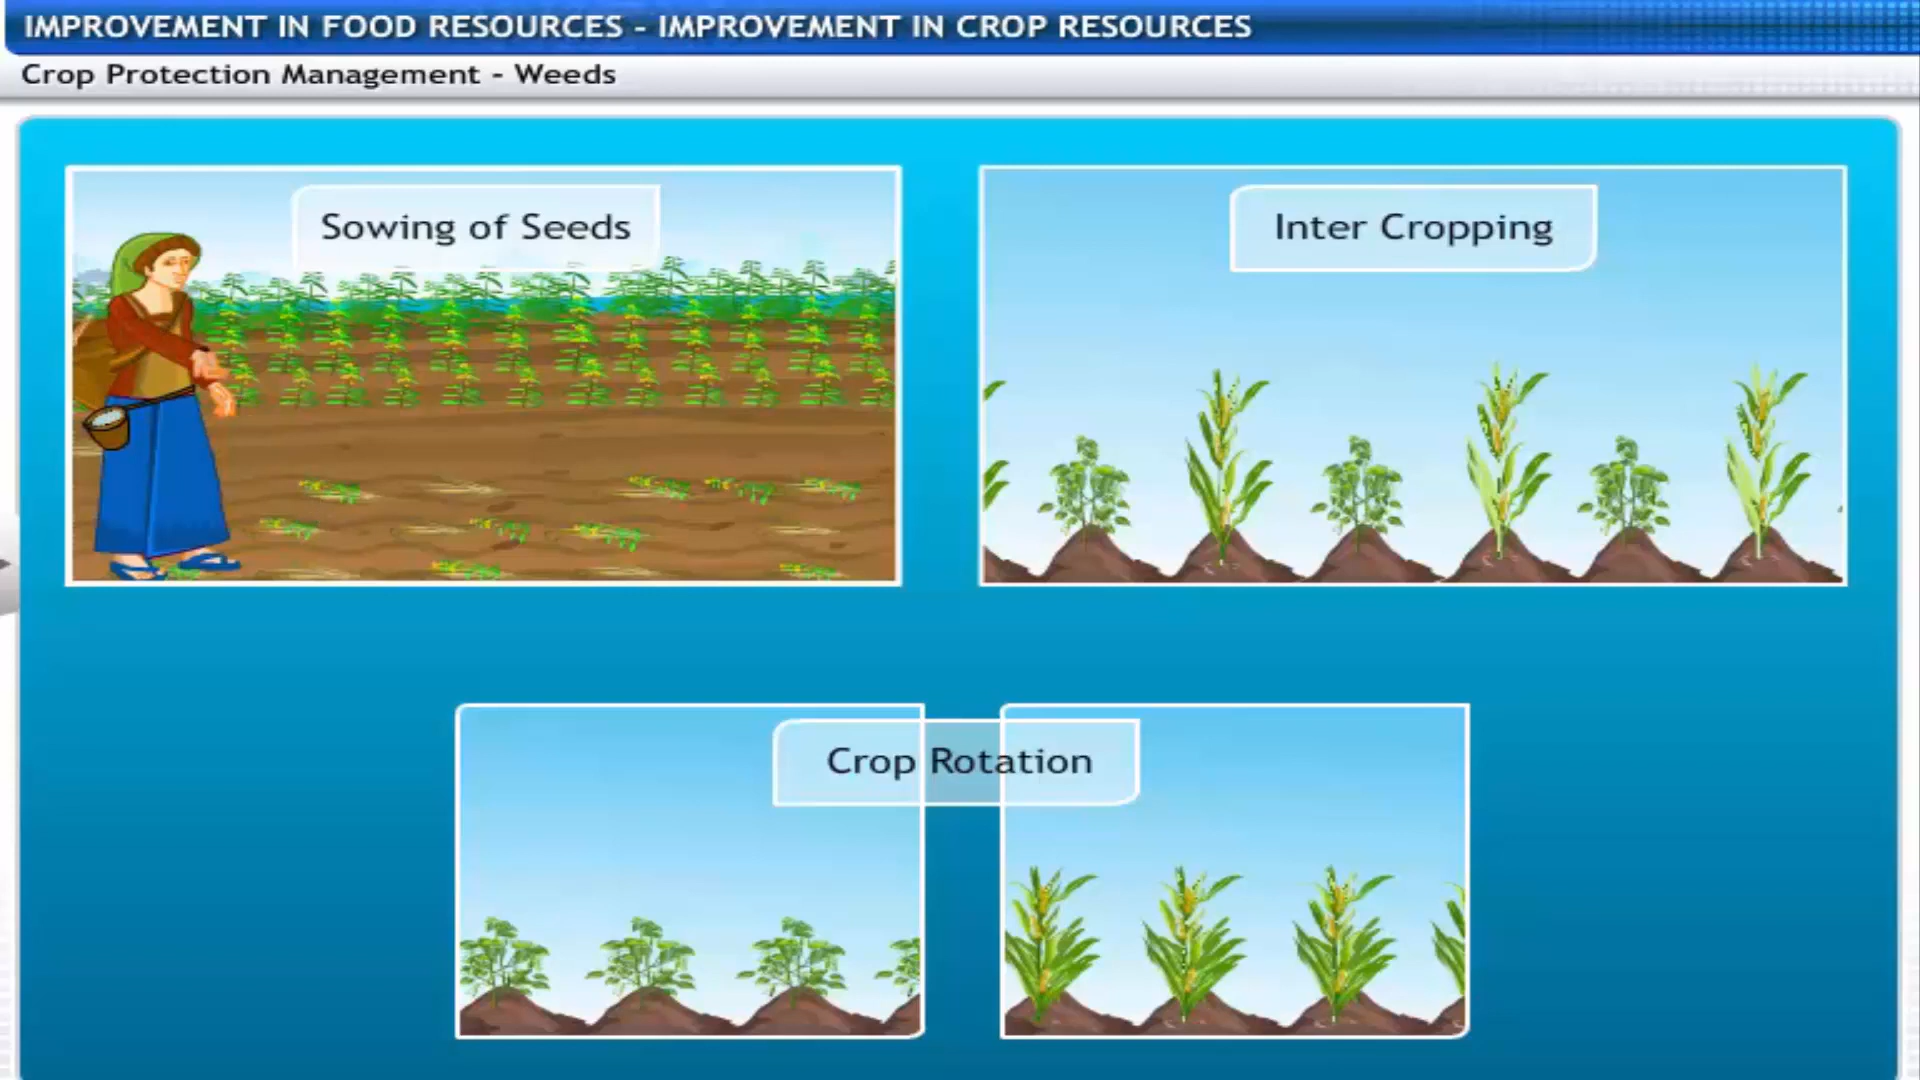 IMPROVEMENT IN FOOD RESOURCES - IMPROVEMENT IN CROP RESOURCES
Crop Protection Management - Weeds
Sowing of Seeds
Inter Cropping
Crop Rotation